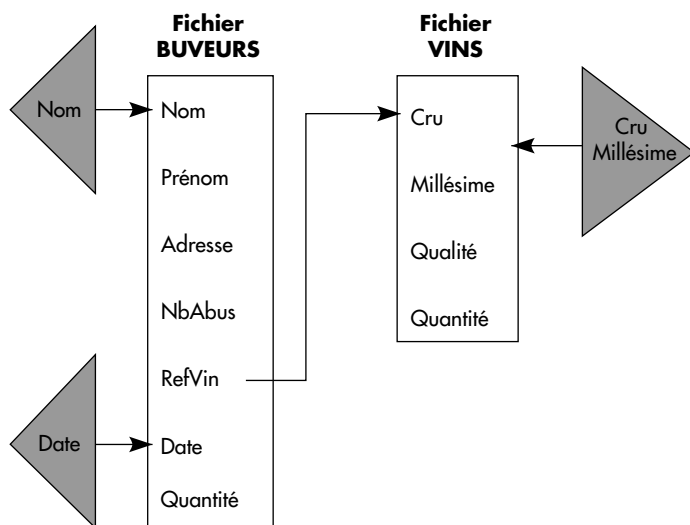 Fichier
BUVEURS
Fichier
VINS
Nom
Nom
Prénom
Adresse
NbAbus
RefVin
Date
Date
Quantité
Cru
Millésime
Qualité
Quantité
Cru
Millésime